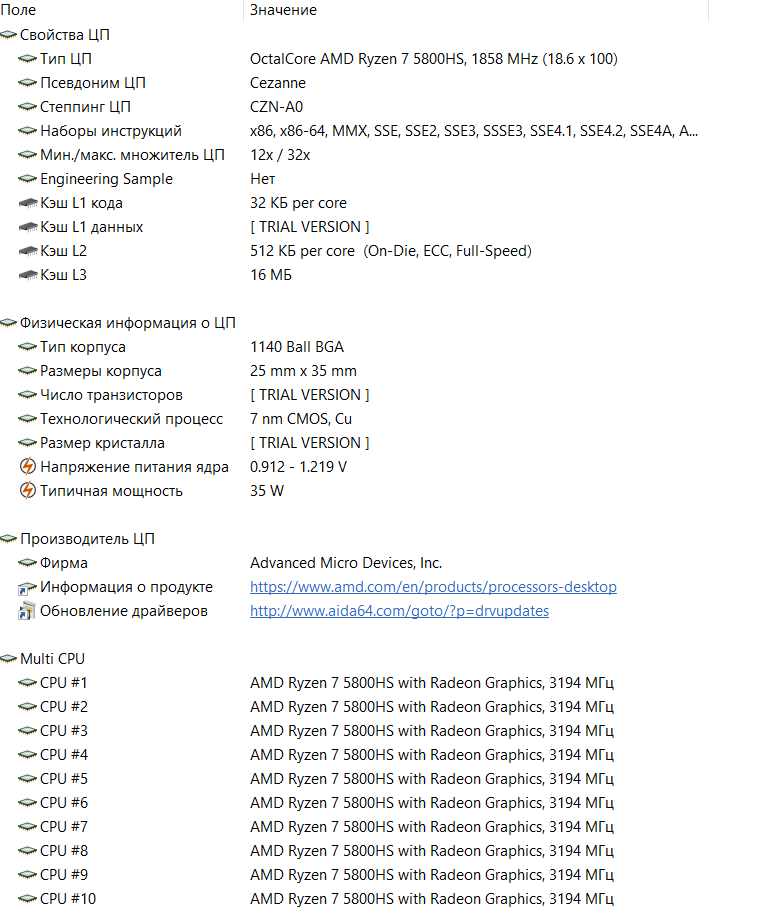 Поле Значение
Свойства ЦП
Тип ЦП OctalCore AMD Ryzen 7 5800HS, 1858 MHz (18.6 x 100)
Псевдоним ЦП Cezanne
Степпинг ЦП CZN-A0
Наборы инструкций x86, x86-64, MMX, SSE, SSE2, SSE3, SSSE3, SSE4.1, SSE4.2, SSE4A, A...
Мин./макс. множитель ЦП 12x / 32x
Engineering Sample Нет
Кэш L1 кода 32 КБ per core
Кэш L1 данных [ TRIAL VERSION ]
Кэш L2 512 КБ per core (On-Die, ECC, Full-Speed)
Кэш L3 16 МБ
Физическая информация о ЦП
Тип корпуса 1140 Ball BGA
Размеры корпуса 25 mm x 35 mm
Число транзисторов [ TRIAL VERSION ]
Технологический процесс 7 nm CMOS, Cu
Размер кристалла [ TRIAL VERSION ]
Напряжение питания ядра 0.912 - 1.219 V
Типичная мощность 35 W
Производитель ЦП
Фирма Advanced Micro Devices, Inc.
Информация о продукте https://www.amd.com/en/products/processors-desktop
Обновление драйверов http://www.aida64.com/goto/?p=drvupdates
Multi CPU
CPU #1 AMD Ryzen 7 5800HS with Radeon Graphics, 3194 МГц
CPU #2 AMD Ryzen 7 5800HS with Radeon Graphics, 3194 МГц
CPU #3 AMD Ryzen 7 5800HS with Radeon Graphics, 3194 МГц
CPU #4 AMD Ryzen 7 5800HS with Radeon Graphics, 3194 МГц
CPU #5 AMD Ryzen 7 5800HS with Radeon Graphics, 3194 МГц
CPU #6 AMD Ryzen 7 5800HS with Radeon Graphics, 3194 МГц
CPU #7 AMD Ryzen 7 5800HS with Radeon Graphics, 3194 МГц
CPU #8 AMD Ryzen 7 5800HS with Radeon Graphics, 3194 МГц
CPU #9 AMD Ryzen 7 5800HS with Radeon Graphics, 3194 МГц
CPU #10 AMD Ryzen 7 5800HS with Radeon Graphics, 3194 МГц